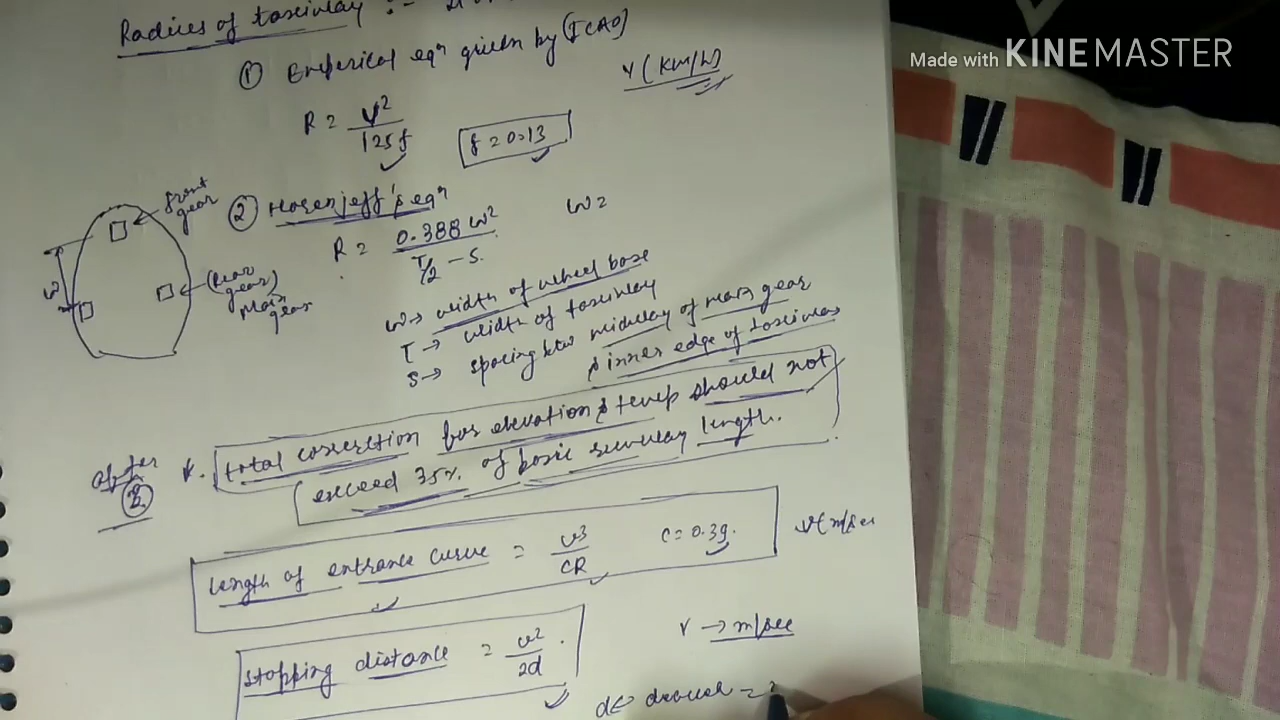 Made with KINEMASTER
Radius of taxiway :-
① Emperical eqⁿ given by (ICAO)
V (KM/h)
R = V²/125f
f = 0.13
front gear
② Horenjeff's eqⁿ
R = 0.388 w²/(T/2 - S)
w =
(Rear gear) Main gear
w
w → width of wheel base
T → width of taxiway
S → spacing btw midway of main gear
& inner edge of taxiway
after ②.
*. total correction for elevation & temp should not
exceed 35% of basic runway length.
length of entrance curve = v³/CR C = 0.39. V(m/sec
stopping distance = v²/2d .
V → m/sec
d